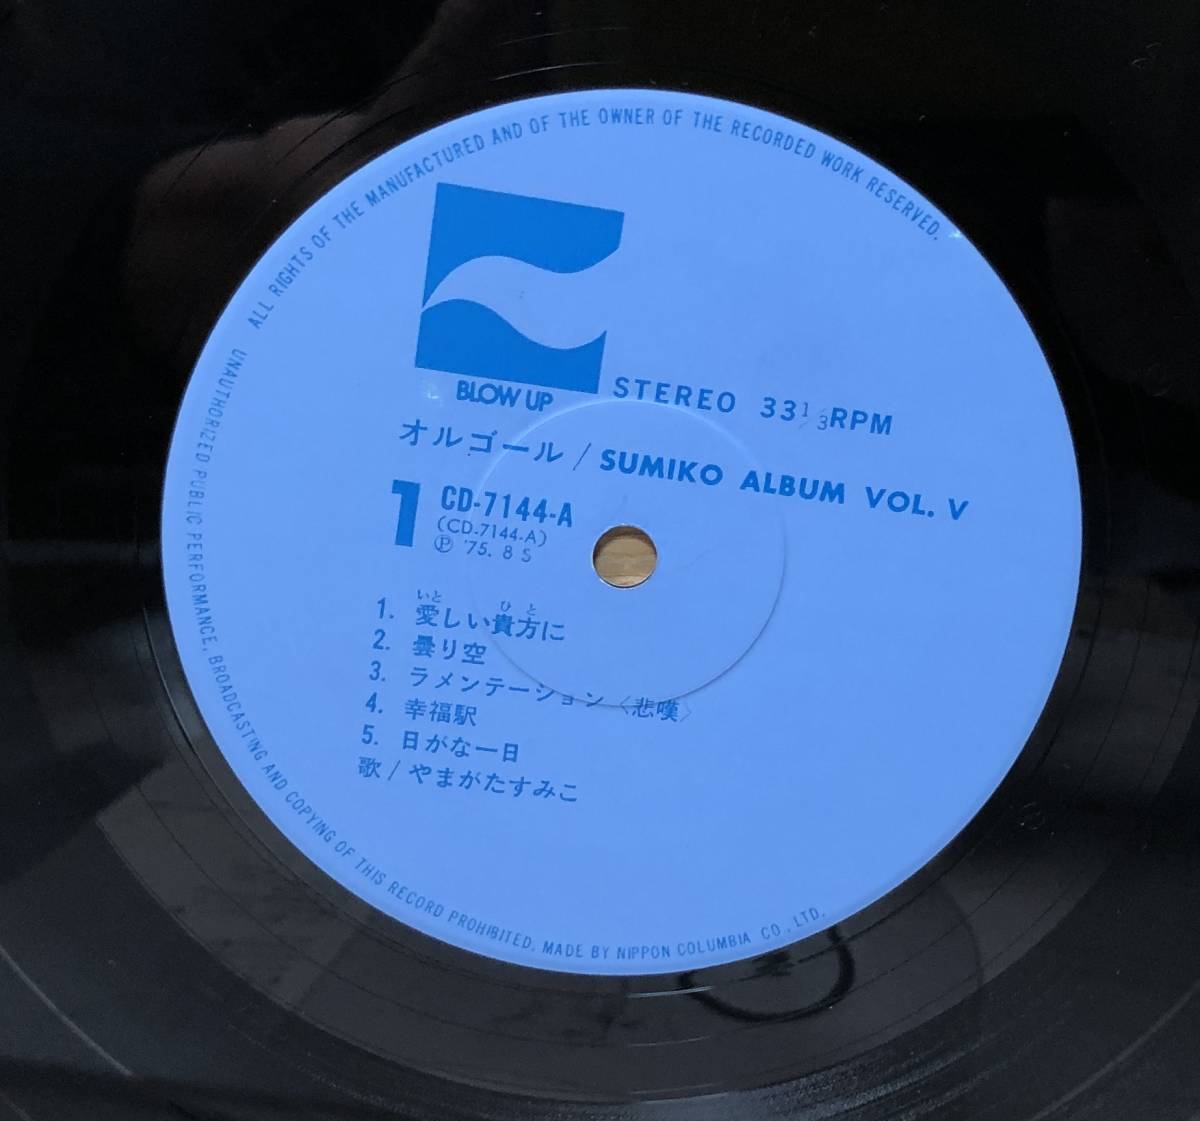 ALL RIGHTS OF THE MANUFACTURED AND OF THE OWNER OF THE RECORDED WORK RESERVED.
BLOW UP
STEREO 33 1/3 RPM
オルゴール / SUMIKO ALBUM VOL. V
1
CD-7144-A
(CD-7144-A)
Ⓟ '75. 8 S
いと ひと
1. 愛しい貴方に
2. 曇り空
3. ラメンテーション〈悲嘆〉
4. 幸福駅
5. 日がな一日
歌 / やまがたすみこ
UNAUTHORIZED PUBLIC PERFORMANCE, BROADCASTING AND COPYING OF THIS RECORD PROHIBITED. MADE BY NIPPON COLUMBIA CO., LTD.